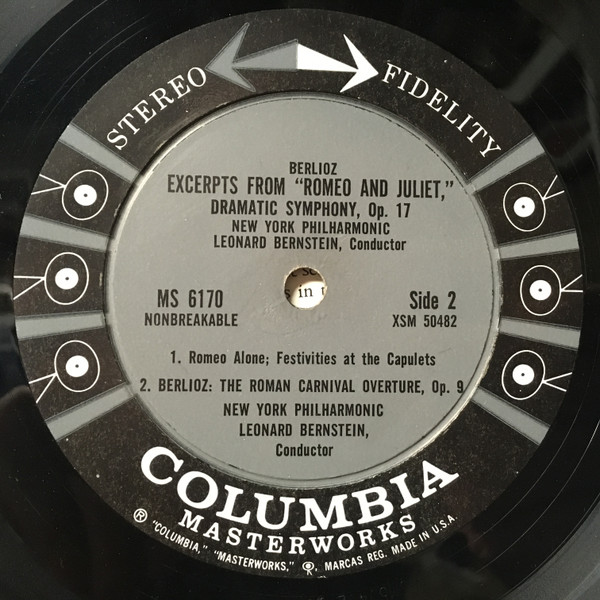 STEREO FIDELITY
BERLIOZ
EXCERPTS FROM "ROMEO AND JULIET,"
DRAMATIC SYMPHONY, Op. 17
NEW YORK PHILHARMONIC
LEONARD BERNSTEIN, Conductor
in
MS 6170 Side 2
NONBREAKABLE XSM 50482
1. Romeo Alone; Festivities at the Capulets
2. BERLIOZ: THE ROMAN CARNIVAL OVERTURE, Op. 9
NEW YORK PHILHARMONIC
LEONARD BERNSTEIN,
Conductor
COLUMBIA
MASTERWORKS
® "COLUMBIA," "MASTERWORKS," MARCAS REG. MADE IN U.S.A.